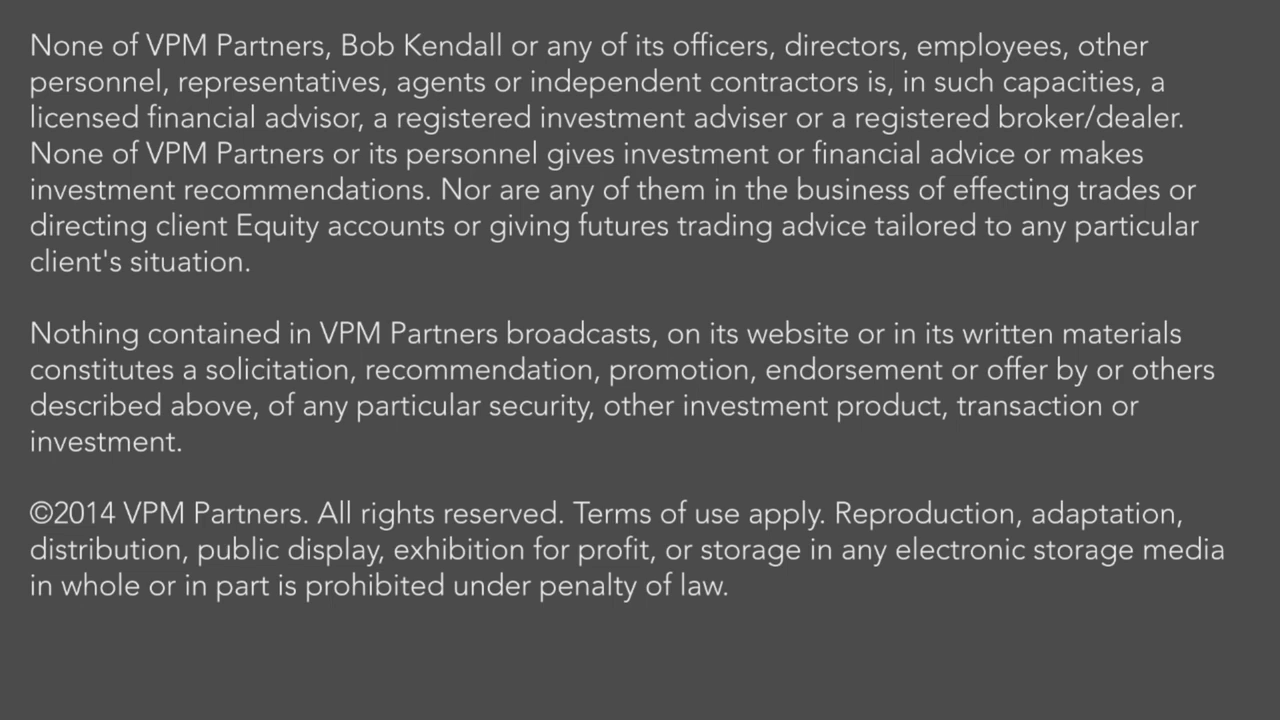 None of VPM Partners, Bob Kendall or any of its officers, directors, employees, other
personnel, representatives, agents or independent contractors is, in such capacities, a
licensed financial advisor, a registered investment adviser or a registered broker/dealer.
None of VPM Partners or its personnel gives investment or financial advice or makes
investment recommendations. Nor are any of them in the business of effecting trades or
directing client Equity accounts or giving futures trading advice tailored to any particular
client's situation.
Nothing contained in VPM Partners broadcasts, on its website or in its written materials
constitutes a solicitation, recommendation, promotion, endorsement or offer by or others
described above, of any particular security, other investment product, transaction or
investment.
©2014 VPM Partners. All rights reserved. Terms of use apply. Reproduction, adaptation,
distribution, public display, exhibition for profit, or storage in any electronic storage media
in whole or in part is prohibited under penalty of law.